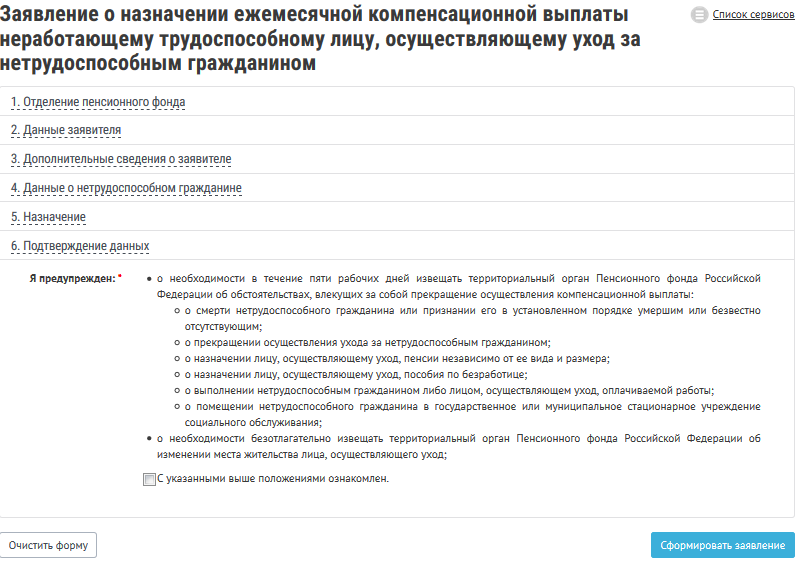 Заявление о назначении ежемесячной компенсационной выплаты
неработающему трудоспособному лицу, осуществляющему уход за
нетрудоспособным гражданином
Список сервисов
1. Отделение пенсионного фонда
2. Данные заявителя
3. Дополнительные сведения о заявителе
4. Данные о нетрудоспособном гражданине
5. Назначение
6. Подтверждение данных
Я предупрежден: *
• о необходимости в течение пяти рабочих дней извещать территориальный орган Пенсионного фонда Российской
Федерации об обстоятельствах, влекущих за собой прекращение осуществления компенсационной выплаты:
о смерти нетрудоспособного гражданина или признании его в установленном порядке умершим или безвестно
отсутствующим;
о прекращении осуществления ухода за нетрудоспособным гражданином;
о назначении лицу, осуществляющему уход, пенсии независимо от ее вида и размера;
о назначении лицу, осуществляющему уход, пособия по безработице;
о выполнении нетрудоспособным гражданином либо лицом, осуществляющем уход, оплачиваемой работы;
о помещении нетрудоспособного гражданина в государственное или муниципальное стационарное учреждение
социального обслуживания;
• о необходимости безотлагательно извещать территориальный орган Пенсионного фонда Российской Федерации об
изменении места жительства лица, осуществляющего уход;
С указанными выше положениями ознакомлен.
Очистить форму
Сформировать заявление